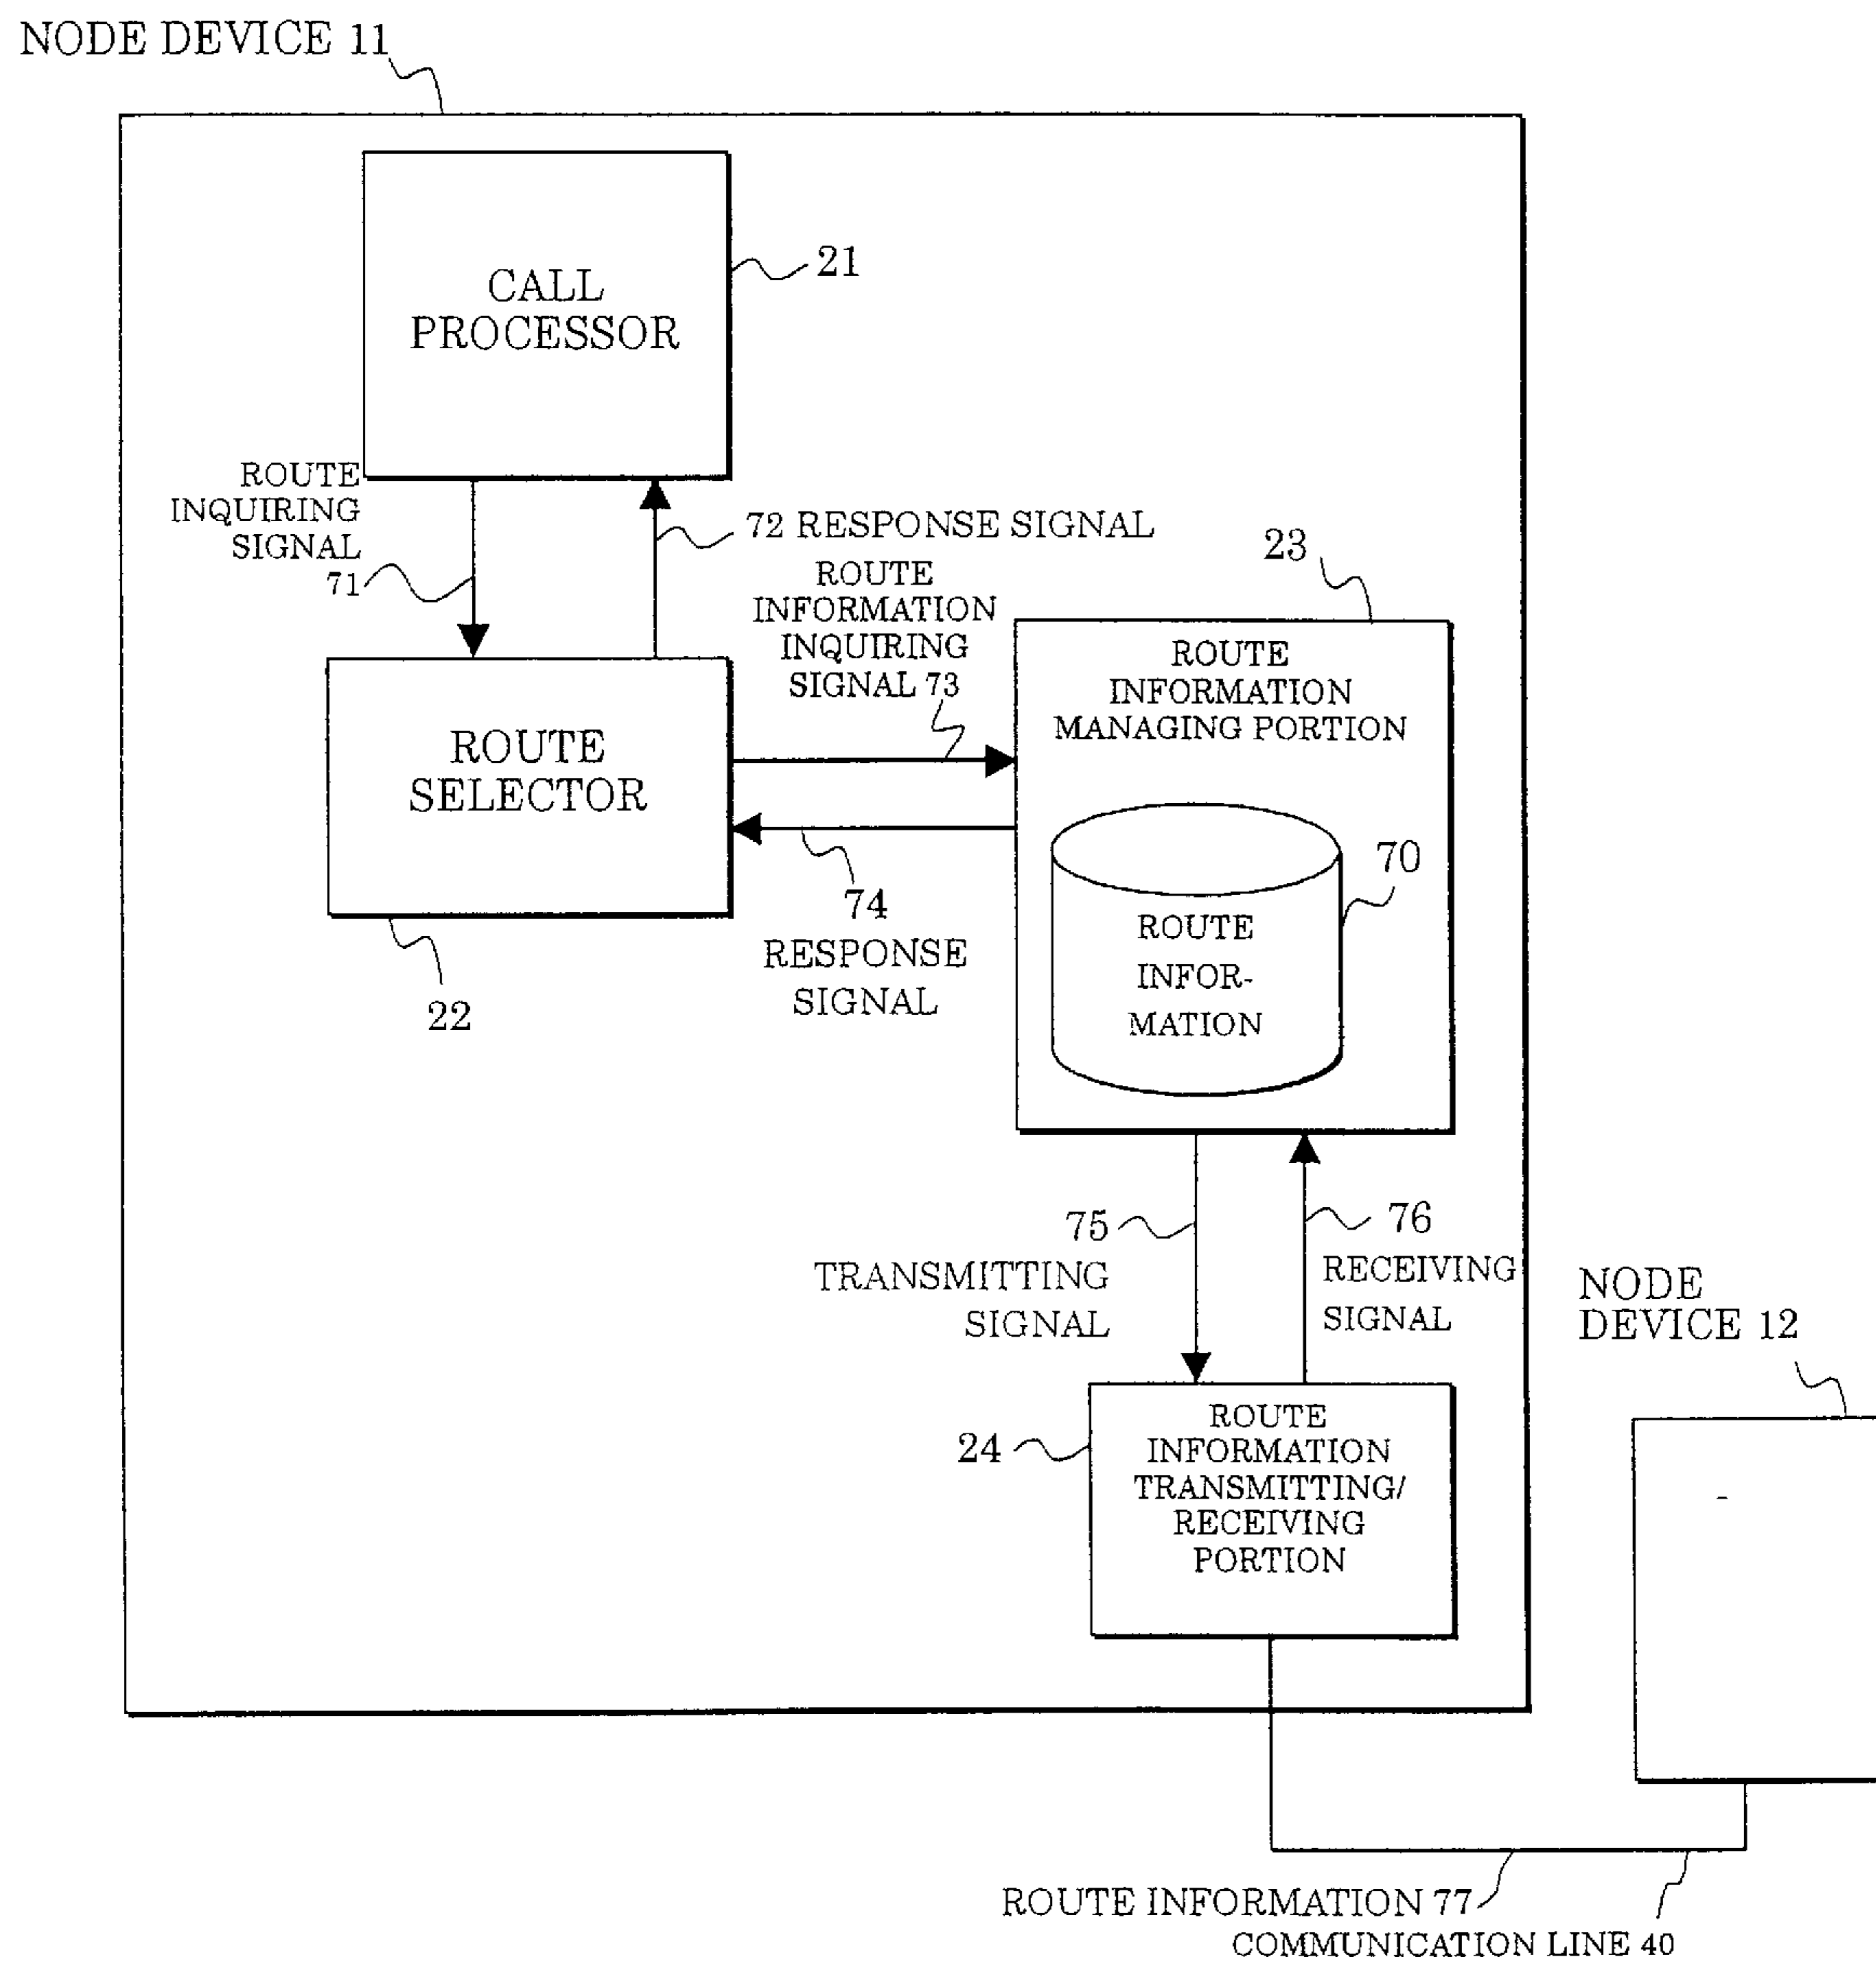 NODE DEVICE 11
CALL
PROCESSOR
21
ROUTE
INQUIRING
SIGNAL
71
72 RESPONSE SIGNAL
ROUTE
INFORMATION
INQUIRING
SIGNAL 73
23
ROUTE
INFORMATION
MANAGING PORTION
ROUTE
SELECTOR
22
74
RESPONSE
SIGNAL
70
ROUTE
INFOR-
MATION
75
TRANSMITTING
SIGNAL
76
RECEIVING
SIGNAL
NODE
DEVICE 12
24
ROUTE
INFORMATION
TRANSMITTING/
RECEIVING
PORTION
ROUTE INFORMATION 77
COMMUNICATION LINE 40